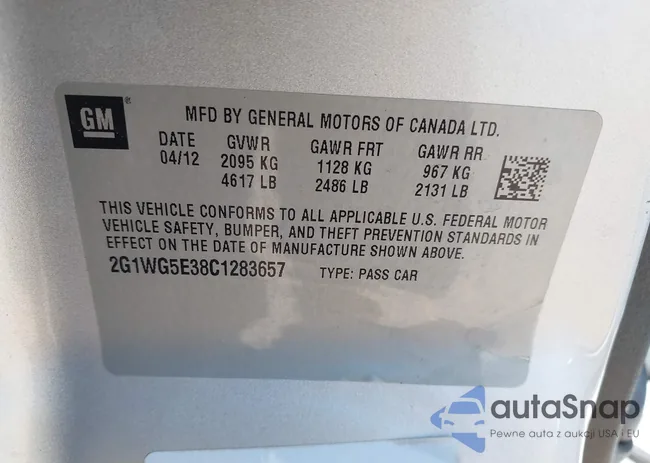 GM ®
MFD BY GENERAL MOTORS OF CANADA LTD.
DATE GVWR GAWR FRT GAWR RR
04/12 2095 KG 1128 KG 967 KG
4617 LB 2486 LB 2131 LB
THIS VEHICLE CONFORMS TO ALL APPLICABLE U.S. FEDERAL MOTOR
VEHICLE SAFETY, BUMPER, AND THEFT PREVENTION STANDARDS IN
EFFECT ON THE DATE OF MANUFACTURE SHOWN ABOVE.
2G1WG5E38C1283657 TYPE: PASS CAR
autaSnap
Pewne auta z aukcji USA i EU